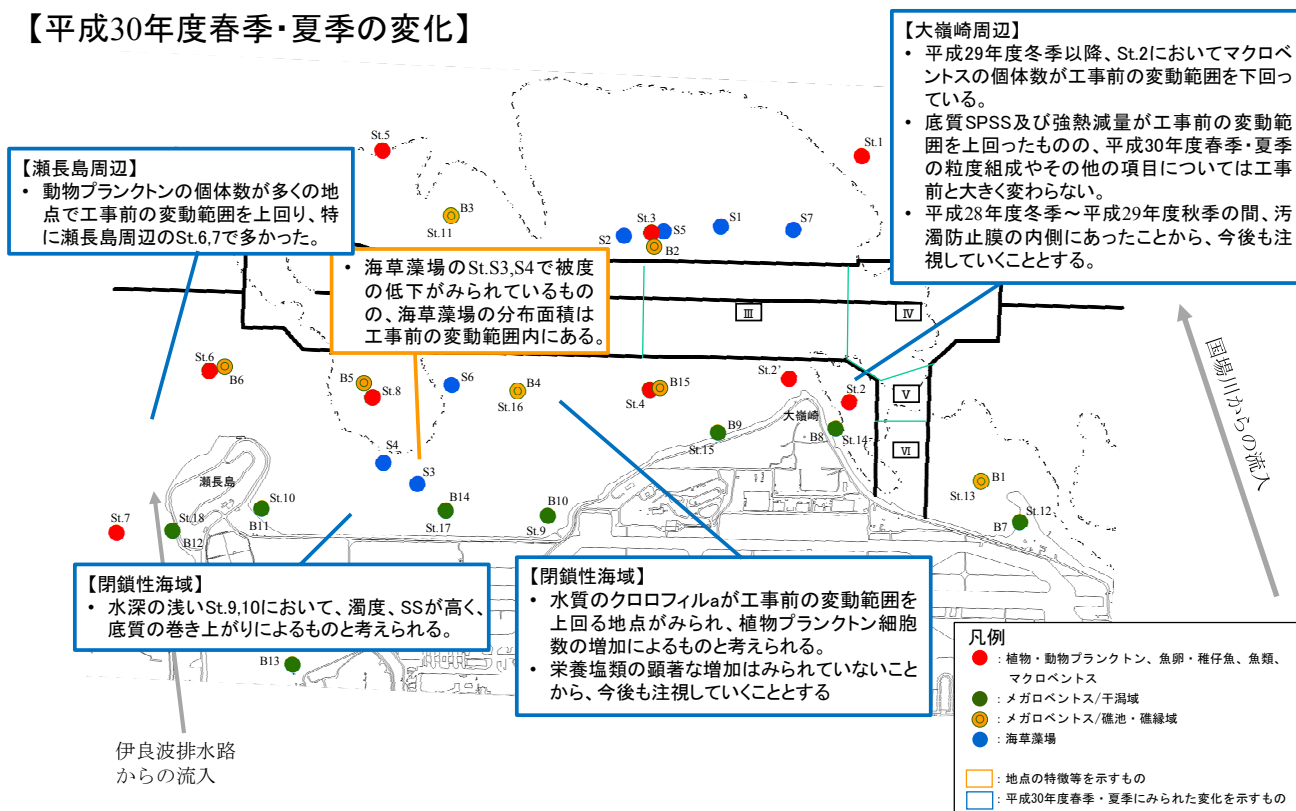 【平成30年度春季・夏季の変化】
【大嶺崎周辺】
• 平成29年度冬季以降、St.2においてマクロベ
ントスの個体数が工事前の変動範囲を下回っ
ている。
• 底質SPSS及び強熱減量が工事前の変動範
囲を上回ったものの、平成30年度春季・夏季
の粒度組成やその他の項目については工事
前と大きく変わらない。
• 平成28年度冬季～平成29年度秋季の間、汚
濁防止膜の内側にあったことから、今後も注
視していくこととする。
St.5
St.1
【瀬長島周辺】
• 動物プランクトンの個体数が多くの地
点で工事前の変動範囲を上回り、特
に瀬長島周辺のSt.6,7で多かった。
B3
St.11
St.3
S5
S1
S7
S2
B2
• 海草藻場のSt.S3,S4で被度
の低下がみられているもの
の、海草藻場の分布面積は
工事前の変動範囲内にある。
Ⅲ
Ⅳ
国場川からの流入
St.6
B6
B5
St.8
S6
B4
St.16
B15
St.4
St.2'
St.2
Ⅴ
大嶺崎
B9
St.15
B8
St.14
Ⅵ
S4
S3
B1
St.13
瀬長島
St.10
B11
B14
St.17
B10
St.9
St.12
B7
St.7
St.18
B12
【閉鎖性海域】
• 水深の浅いSt.9,10において、濁度、SSが高く、
底質の巻き上がりによるものと考えられる。
【閉鎖性海域】
• 水質のクロロフィルaが工事前の変動範囲を
上回る地点がみられ、植物プランクトン細胞
数の増加によるものと考えられる。
• 栄養塩類の顕著な増加はみられていないこと
から、今後も注視していくこととする
B13
伊良波排水路
からの流入
凡例
：植物・動物プランクトン、魚卵・稚仔魚、魚類、
マクロベントス
：メガロベントス/干潟域
：メガロベントス/礁池・礁縁域
：海草藻場
：地点の特徴等を示すもの
：平成30年度春季・夏季にみられた変化を示すもの